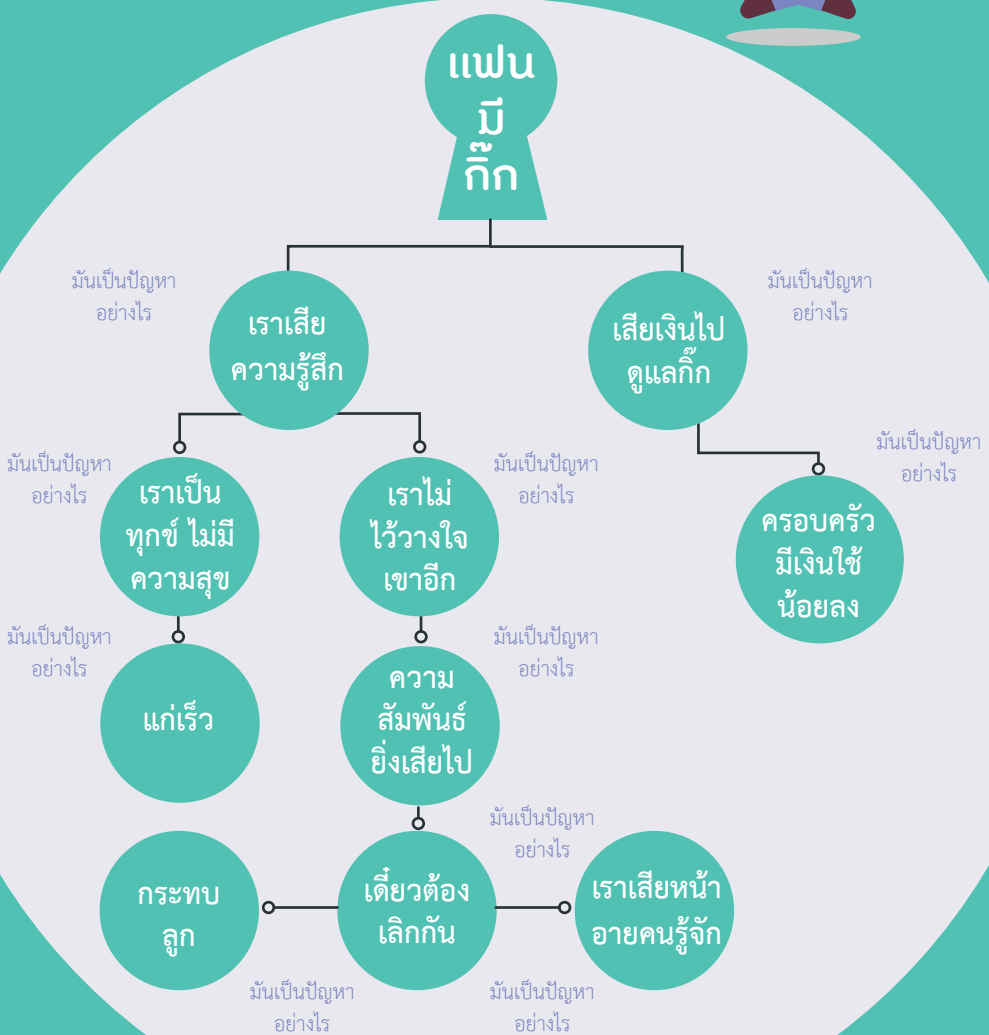 แฟน
มี
กิ๊ก
มันเป็นปัญหา
อย่างไร
เราเสีย
ความรู้สึก
เสียเงินไป
ดูแลกิ๊ก
มันเป็นปัญหา
อย่างไร
มันเป็นปัญหา
อย่างไร
เราเป็น
ทุกข์ ไม่มี
ความสุข
เราไม่
ไว้วางใจ
เขาอีก
มันเป็นปัญหา
อย่างไร
มันเป็นปัญหา
อย่างไร
ครอบครัว
มีเงินใช้
น้อยลง
มันเป็นปัญหา
อย่างไร
แก่เร็ว
ความ
สัมพันธ์
ยิ่งเสียไป
มันเป็นปัญหา
อย่างไร
มันเป็นปัญหา
อย่างไร
กระทบ
ลูก
เดี๋ยวต้อง
เลิกกัน
เราเสียหน้า
อายคนรู้จัก
มันเป็นปัญหา
อย่างไร
มันเป็นปัญหา
อย่างไร